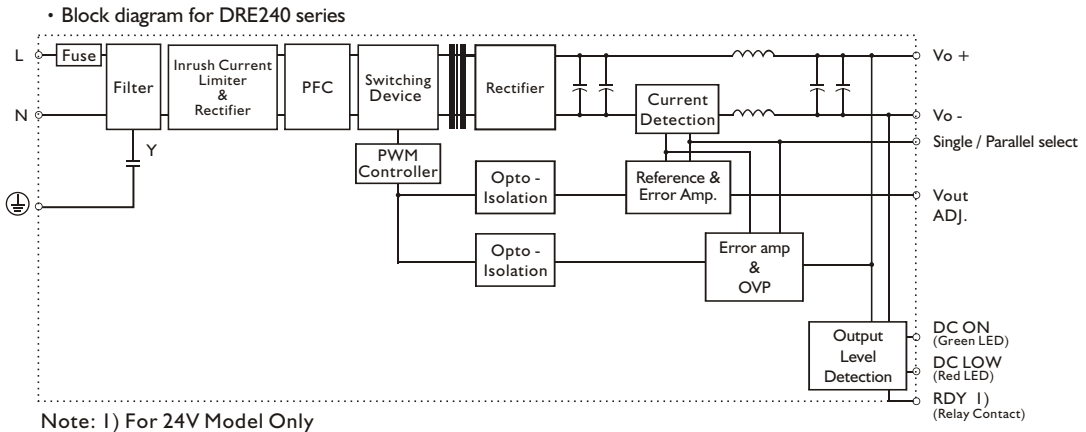 • Block diagram for DRE240 series
L
Fuse
Filter
Inrush Current
Limiter
&
Rectifier
PFC
Switching
Device
Rectifier
Current
Detection
Vo +
N
Vo -
Y
Single / Parallel select
PWM
Controller
Opto -
Isolation
Reference &
Error Amp.
Vout
ADJ.
Opto -
Isolation
Error amp
&
OVP
Output
Level
Detection
DC ON
(Green LED)
DC LOW
(Red LED)
RDY 1)
(Relay Contact)
Note: 1) For 24V Model Only